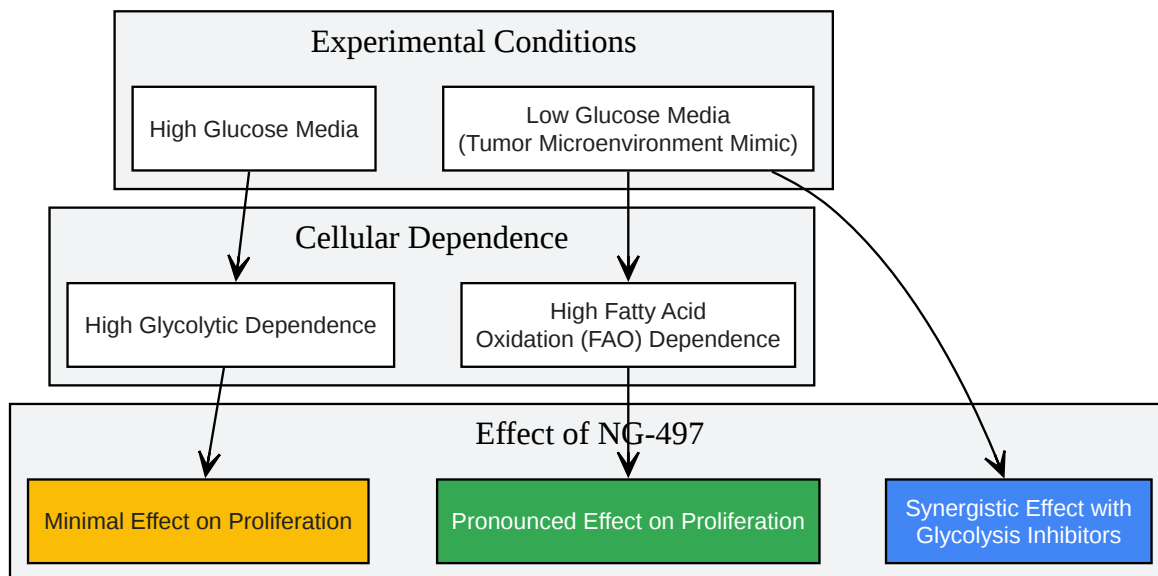 Experimental Conditions
High Glucose Media
Low Glucose Media
(Tumor Microenvironment Mimic)
Cellular Dependence
High Glycolytic Dependence
High Fatty Acid
Oxidation (FAO) Dependence
Effect of NG-497
Minimal Effect on Proliferation
Pronounced Effect on Proliferation
Synergistic Effect with
Glycolysis Inhibitors